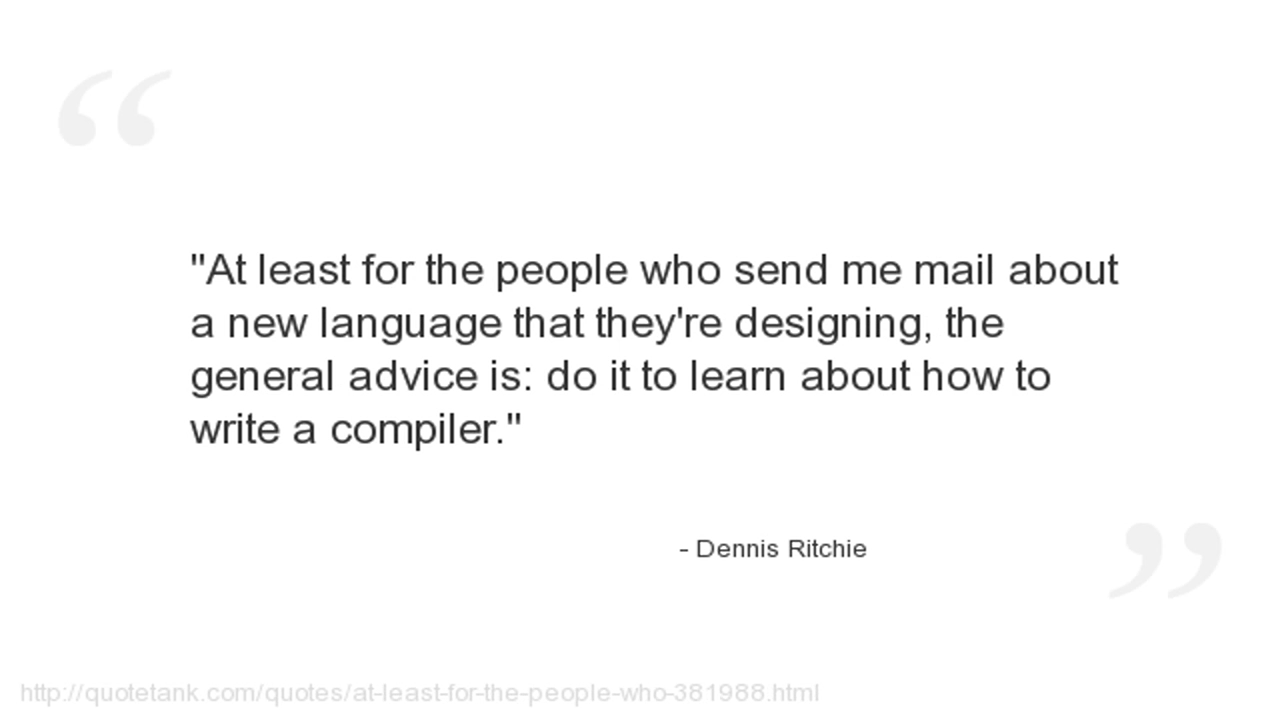 "At least for the people who send me mail about
a new language that they're designing, the
general advice is: do it to learn about how to
write a compiler."
- Dennis Ritchie
http://quotetank.com/quotes/at-least-for-the-people-who-381988.html